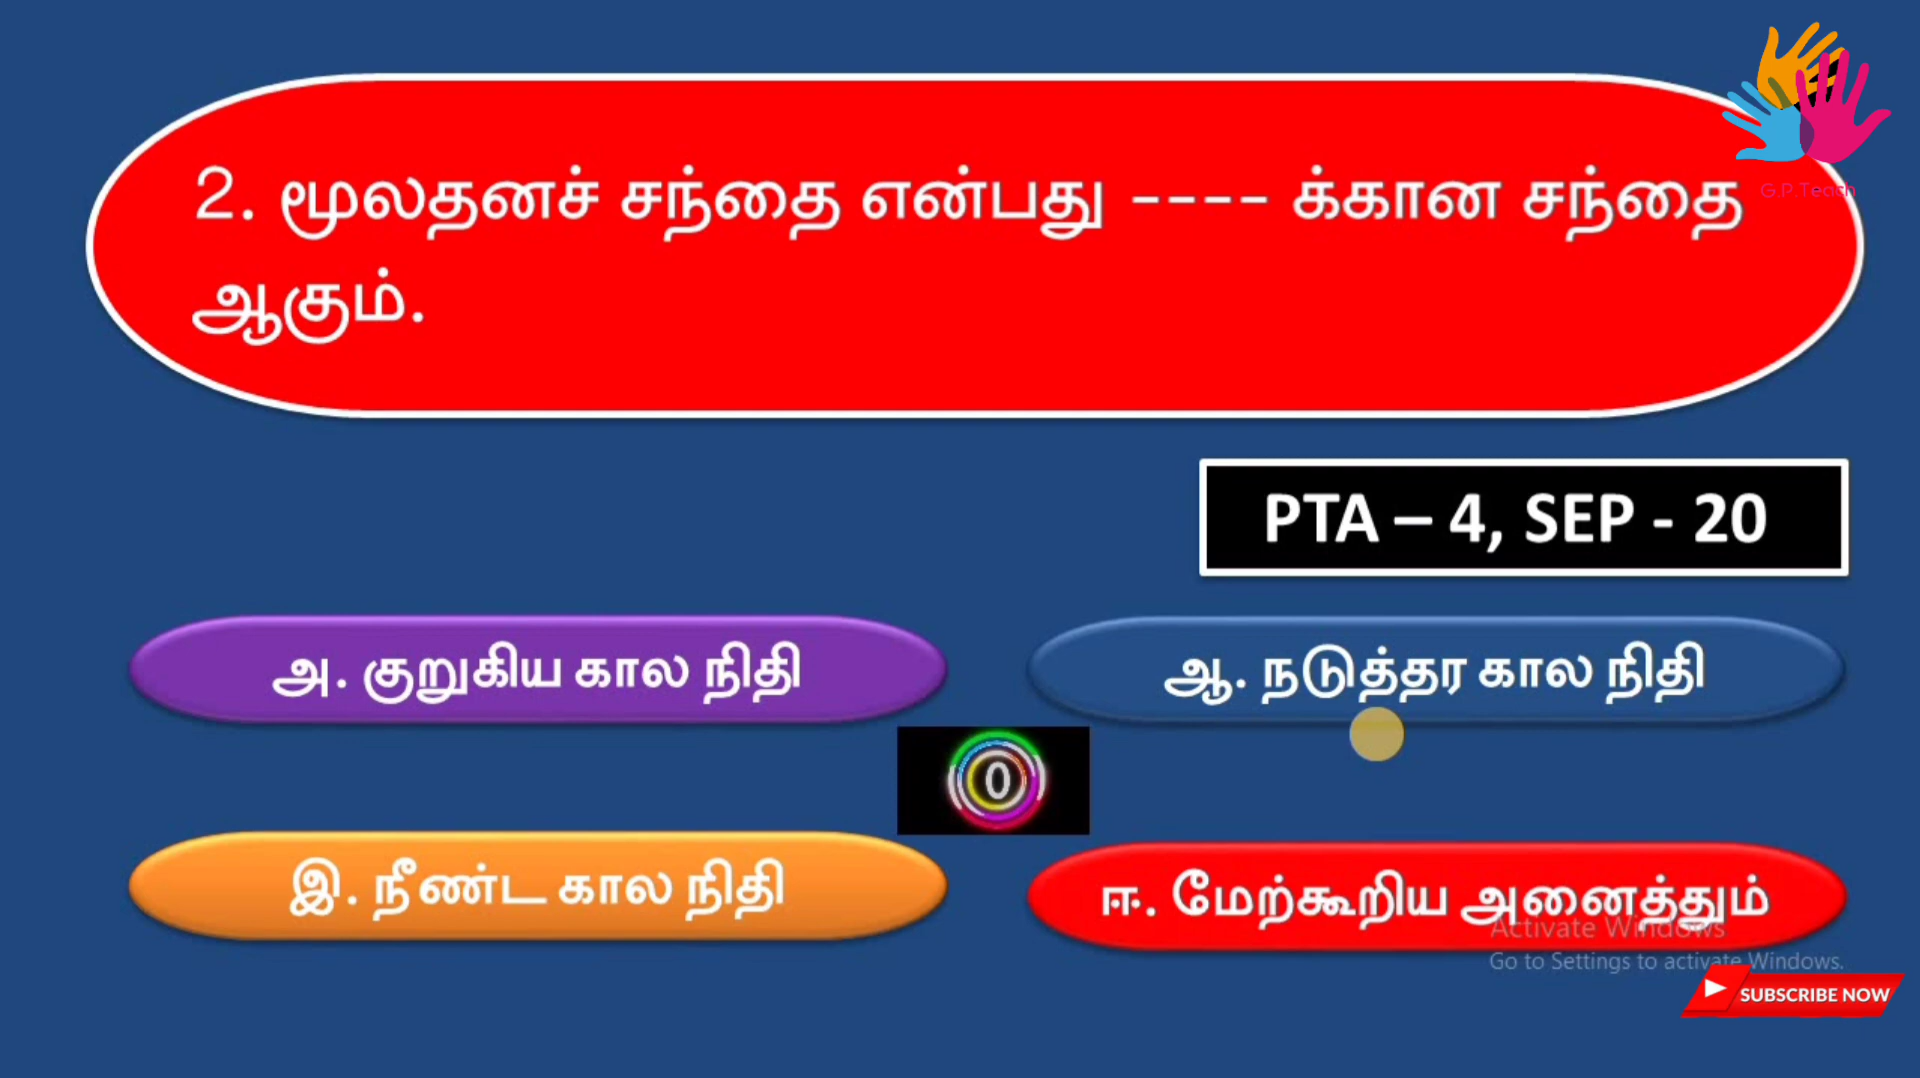 G.P.Teach
2. மூலதனச் சந்தை என்பது ---- க்கான சந்தை
ஆகும்.
PTA – 4, SEP - 20
அ. குறுகிய கால நிதி
ஆ. நடுத்தர கால நிதி
0
இ. நீண்ட கால நிதி
ஈ. மேற்கூறிய அனைத்தும்
Activate Windows
Go to Settings to activate Windows.
SUBSCRIBE NOW